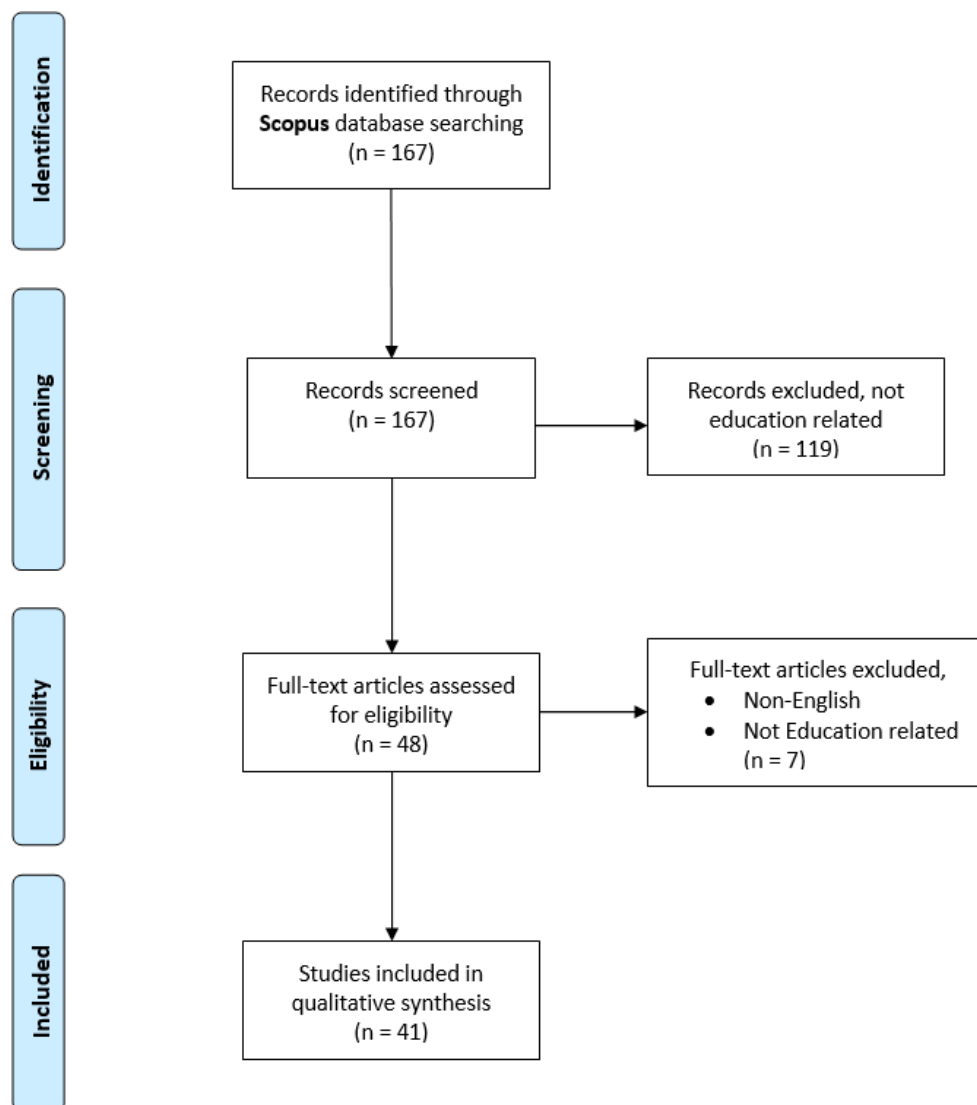 Identification
Records identified through
Scopus database searching
(n = 167)
Screening
Records screened
(n = 167)
Records excluded, not
education related
(n = 119)
Eligibility
Full-text articles assessed
for eligibility
(n = 48)
Full-text articles excluded,
• Non-English
• Not Education related
(n = 7)
Included
Studies included in
qualitative synthesis
(n = 41)